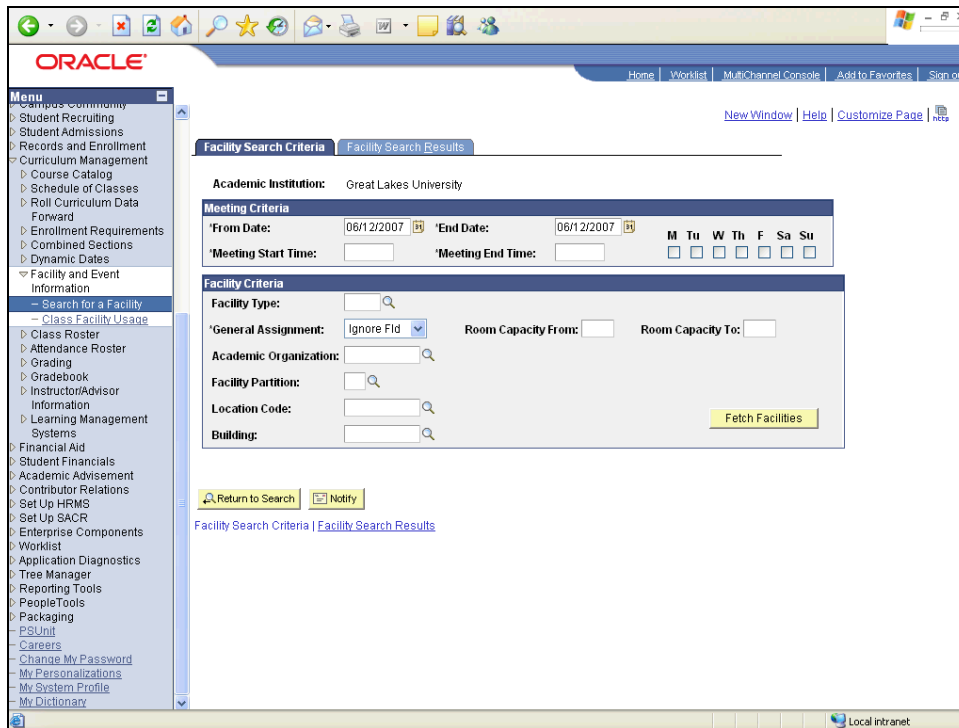 ORACLE
Home | Worklist | MultiChannel Console | Add to Favorites | Sign
Menu
Campus Community
Student Recruiting
Student Admissions
Records and Enrollment
Curriculum Management
Course Catalog
Schedule of Classes
Roll Curriculum Data
Forward
Enrollment Requirements
Combined Sections
Dynamic Dates
Facility and Event
Information
Search for a Facility
Class Facility Usage
Class Roster
Attendance Roster
Grading
Gradebook
Instructor/Advisor
Information
Learning Management
Systems
Financial Aid
Student Financials
Academic Advisement
Contributor Relations
Set Up HRMS
Set Up SACR
Enterprise Components
Worklist
Application Diagnostics
Tree Manager
Reporting Tools
PeopleTools
Packaging
PSUnit
Careers
Change My Password
My Personalizations
My System Profile
My Dictionary
New Window | Help | Customize Page | http
Facility Search Criteria Facility Search Results
Academic Institution: Great Lakes University
Meeting Criteria
*From Date: 06/12/2007 *End Date: 06/12/2007
M Tu W Th F Sa Su
*Meeting Start Time: *Meeting End Time:
Facility Criteria
Facility Type:
*General Assignment: Ignore Fld Room Capacity From: Room Capacity To:
Academic Organization:
Facility Partition:
Location Code:
Fetch Facilities
Building:
Return to Search Notify
Facility Search Criteria | Facility Search Results
Local intranet